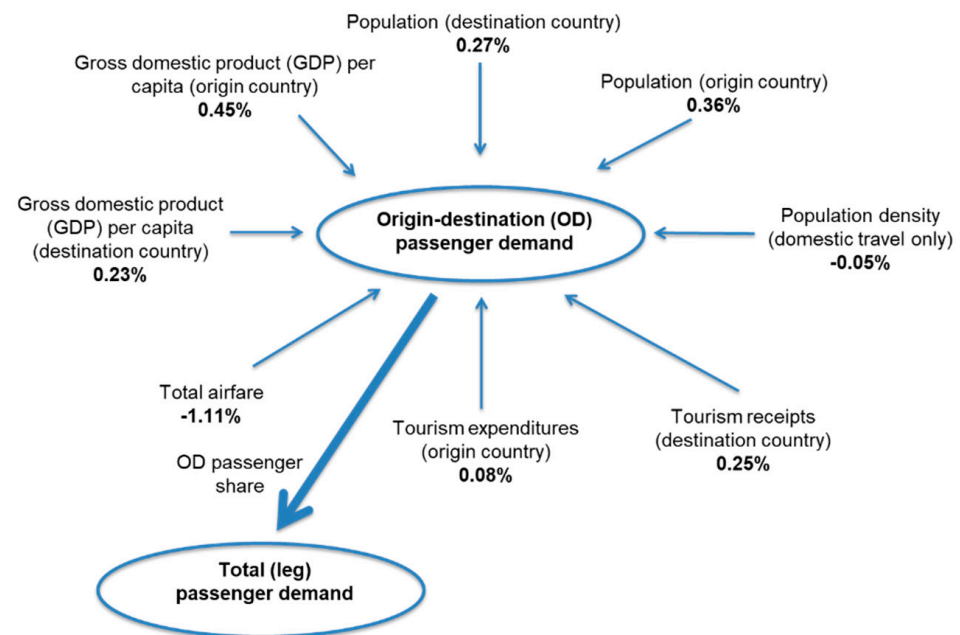 Population (destination country)
0.27%
Gross domestic product (GDP) per
capita (origin country)
0.45%
Population (origin country)
0.36%
Gross domestic product
(GDP) per capita
(destination country)
0.23%
Origin-destination (OD)
passenger demand
Population density
(domestic travel only)
-0.05%
Total airfare
-1.11%
Tourism expenditures
(origin country)
0.08%
Tourism receipts
(destination country)
0.25%
OD passenger
share
Total (leg)
passenger demand